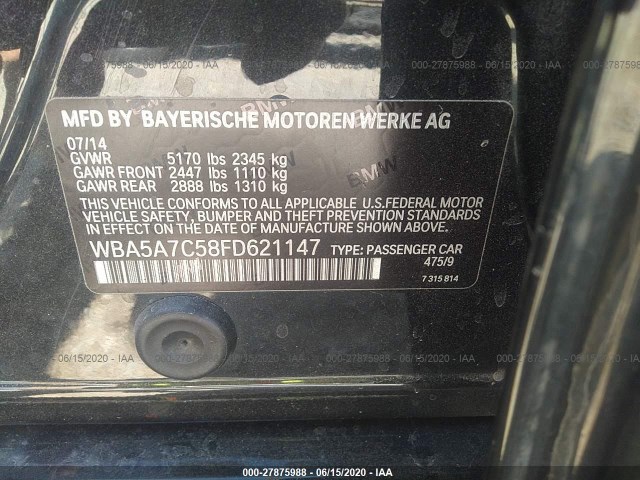 000-27875988 - 06/15/2020 - IAA
MFD BY BAYERISCHE MOTOREN WERKE AG
07/14
GVWR 5170 lbs 2345 kg
GAWR FRONT 2447 lbs 1110 kg
GAWR REAR 2888 lbs 1310 kg
BMW
BMW
THIS VEHICLE CONFORMS TO ALL APPLICABLE U.S.FEDERAL MOTOR
VEHICLE SAFETY, BUMPER AND THEFT PREVENTION STANDARDS
IN EFFECT ON THE DATE OF MANUFACTURE SHOWN ABOVE.
WBA5A7C58FD621147 TYPE: PASSENGER CAR
475/9
7 315 814
- 06/15/2020 - IAA
000-27875988 - 06/15/2020 - IAA
000-27875988 - 06/15/2020 - IAA